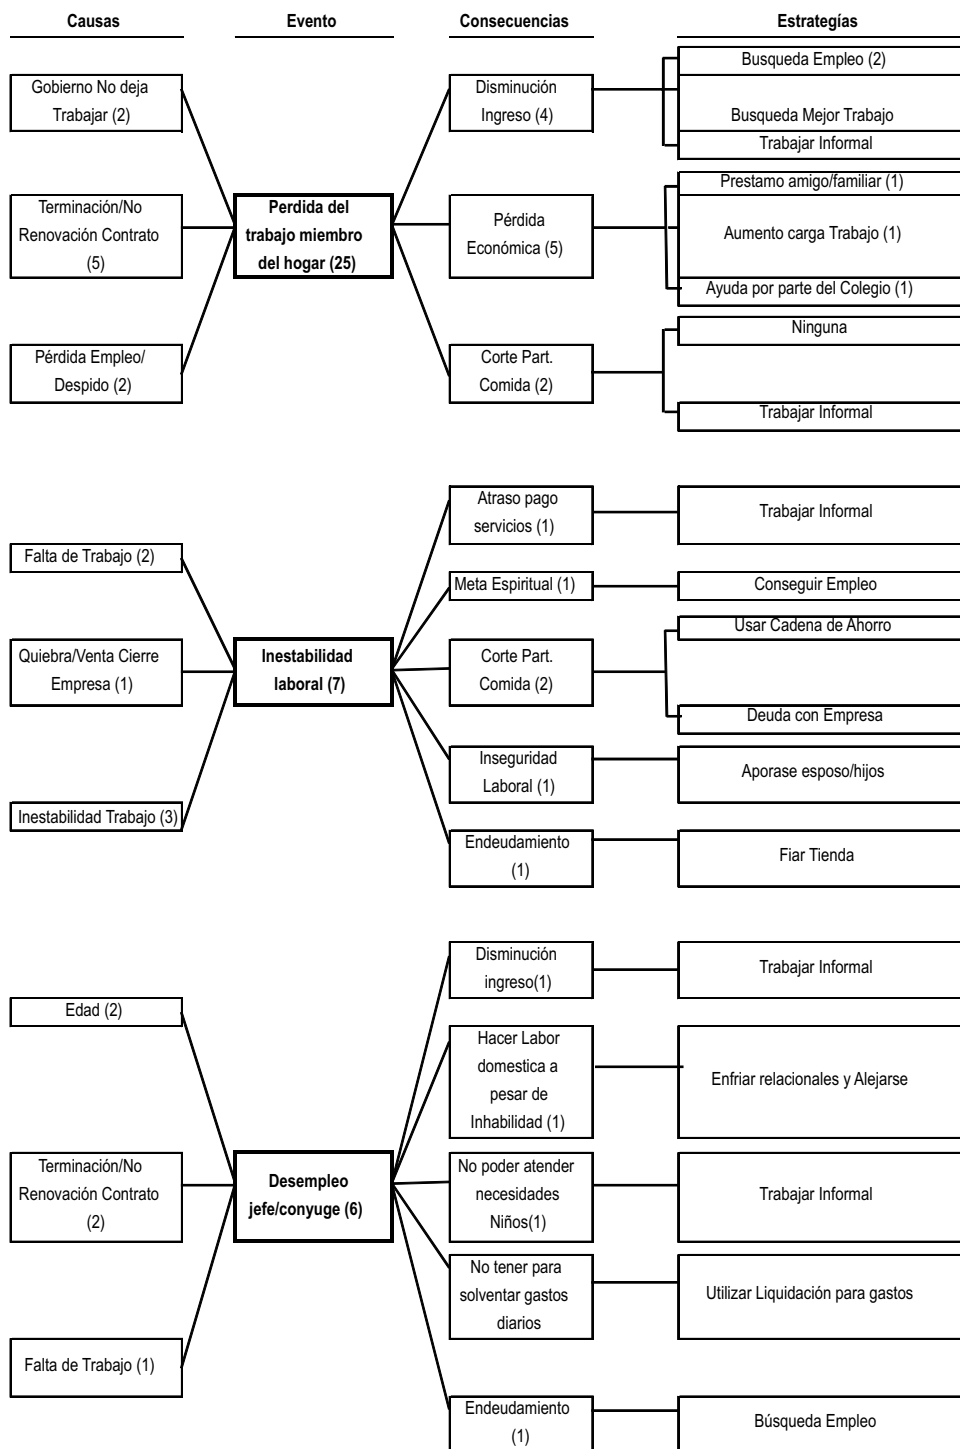 Causas
Evento
Consecuencias
Estrategías
Gobierno No deja
Trabajar (2)
Terminación/No
Renovación Contrato
(5)
Pérdida Empleo/
Despido (2)
Perdida del
trabajo miembro
del hogar (25)
Disminución
Ingreso (4)
Pérdida
Económica (5)
Corte Part.
Comida (2)
Busqueda Empleo (2)
Busqueda Mejor Trabajo
Trabajar Informal
Prestamo amigo/familiar (1)
Aumento carga Trabajo (1)
Ayuda por parte del Colegio (1)
Ninguna
Trabajar Informal
Falta de Trabajo (2)
Quiebra/Venta Cierre
Empresa (1)
Inestabilidad Trabajo (3)
Inestabilidad
laboral (7)
Atraso pago
servicios (1)
Meta Espiritual (1)
Corte Part.
Comida (2)
Inseguridad
Laboral (1)
Endeudamiento
(1)
Trabajar Informal
Conseguir Empleo
Usar Cadena de Ahorro
Deuda con Empresa
Aporase esposo/hijos
Fiar Tienda
Edad (2)
Terminación/No
Renovación Contrato
(2)
Falta de Trabajo (1)
Desempleo
jefe/conyuge (6)
Disminución
ingreso(1)
Hacer Labor
domestica a
pesar de
Inhabilidad (1)
No poder atender
necesidades
Niños(1)
No tener para
solventar gastos
diarios
Endeudamiento
(1)
Trabajar Informal
Enfriar relacionales y Alejarse
Trabajar Informal
Utilizar Liquidación para gastos
Búsqueda Empleo